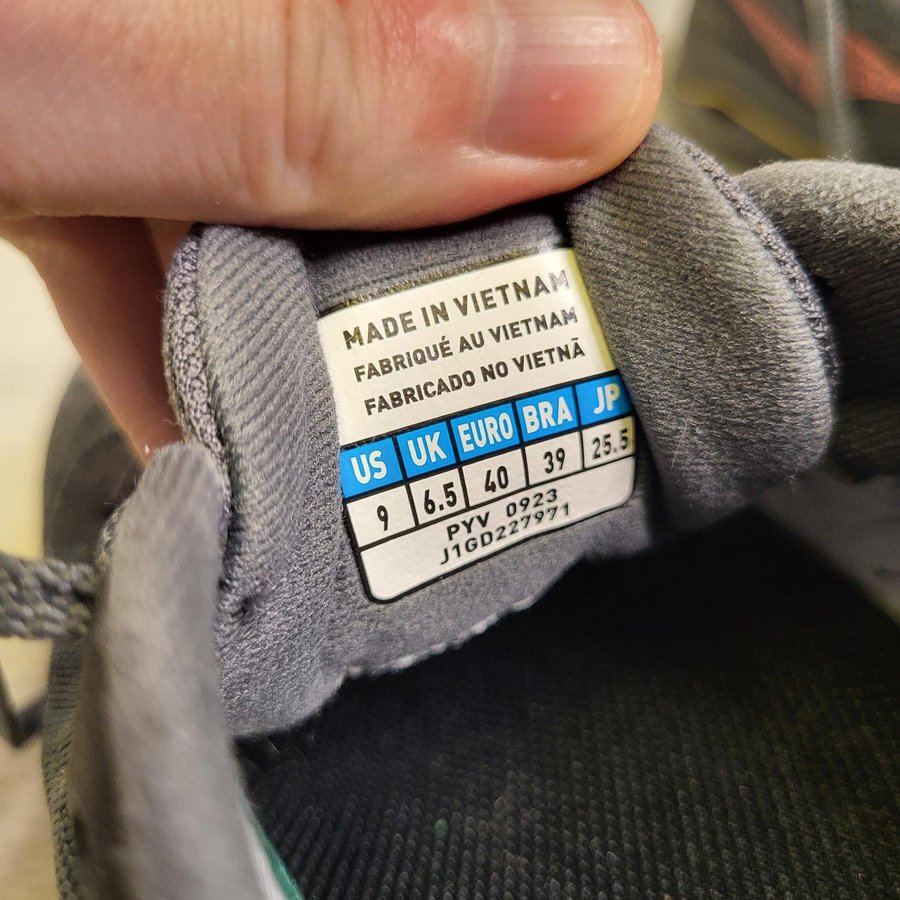 MADE IN VIETNAM
FABRIQUÉ AU VIETNAM
FABRICADO NO VIETNÃ
US UK EURO BRA JP
9 6.5 40 39 25.5
PYV 0923
J1GD227971